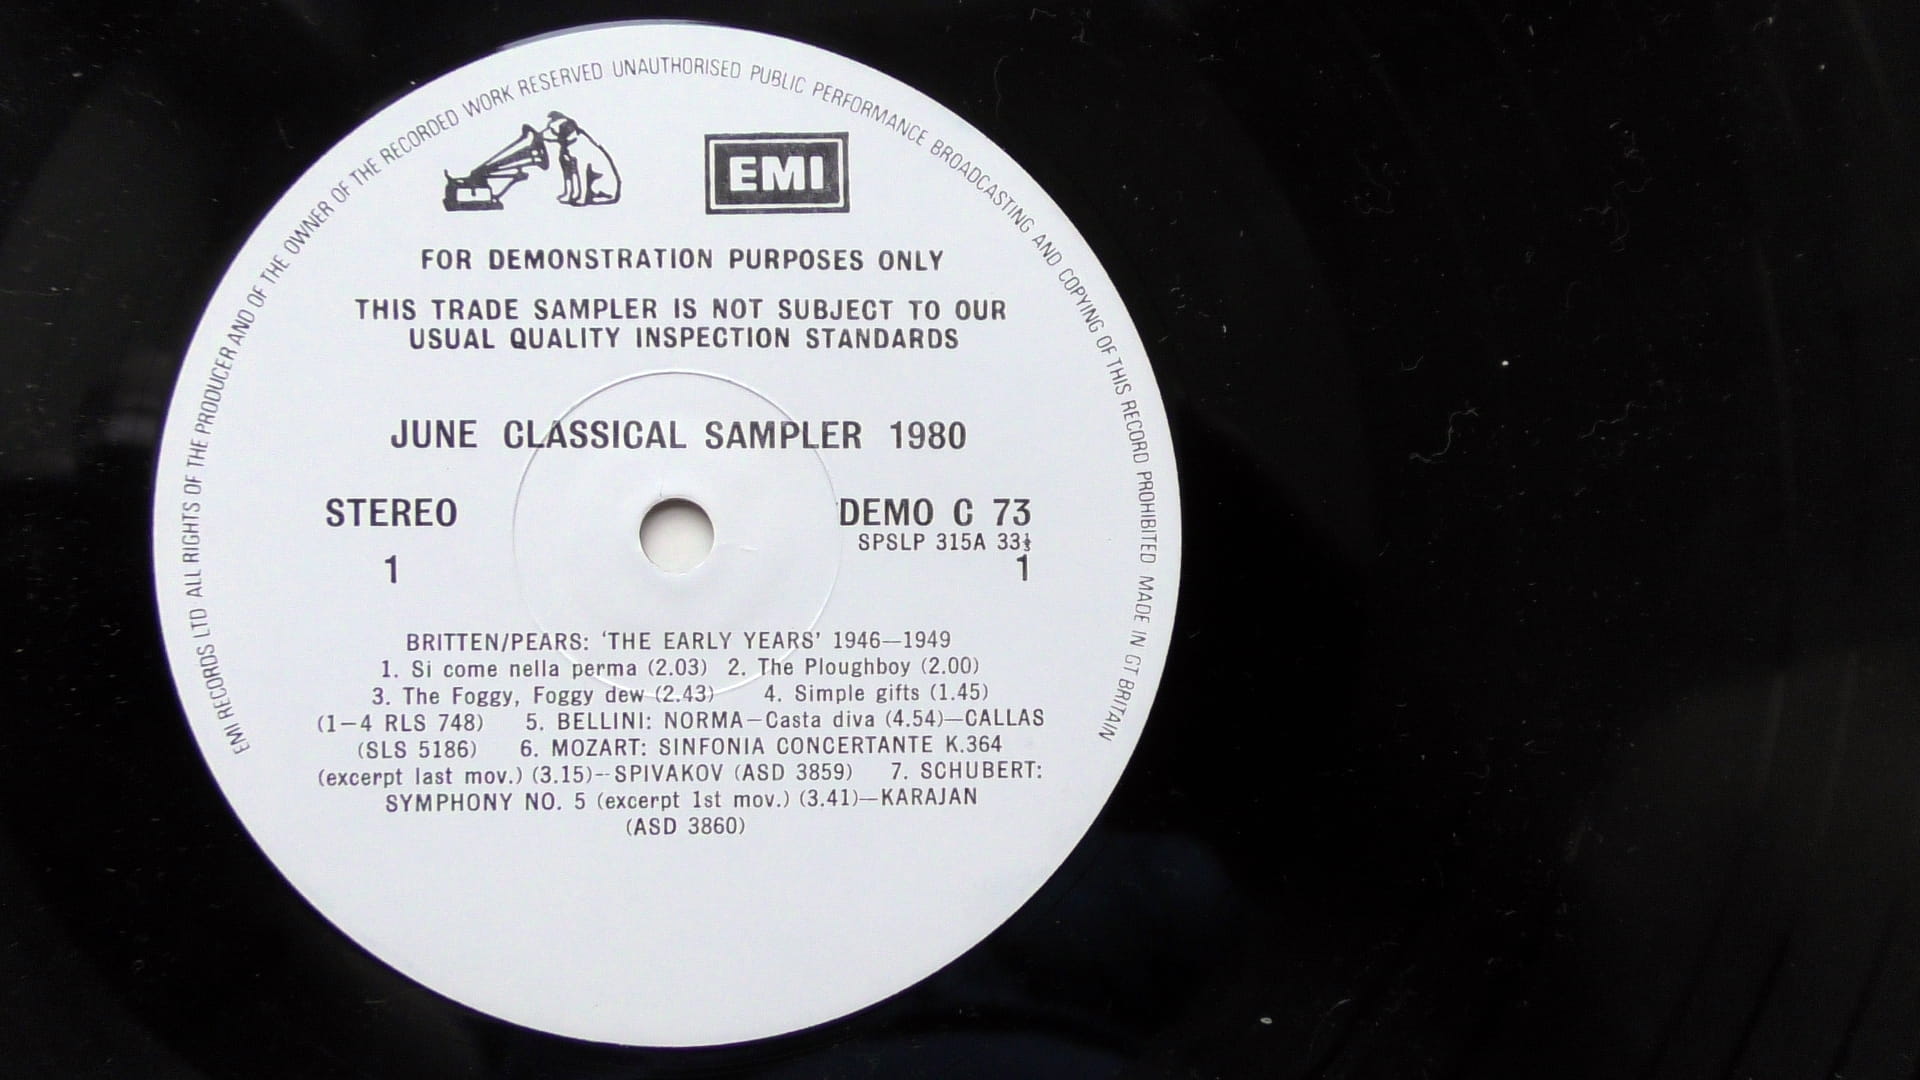 EMI RECORDS LTD ALL RIGHTS OF THE PRODUCER AND OF THE OWNER OF THE RECORDED WORK RESERVED UNAUTHORISED PUBLIC PERFORMANCE BROADCASTING AND COPYING OF THIS RECORD PROHIBITED MADE IN GT BRITAIN
EMI
FOR DEMONSTRATION PURPOSES ONLY
THIS TRADE SAMPLER IS NOT SUBJECT TO OUR
USUAL QUALITY INSPECTION STANDARDS
JUNE CLASSICAL SAMPLER 1980
STEREO DEMO C 73
SPSLP 315A 33⅓
1 1
BRITTEN/PEARS: ‘THE EARLY YEARS’ 1946—1949
1. Si come nella perma (2.03) 2. The Ploughboy (2.00)
3. The Foggy, Foggy dew (2.43) 4. Simple gifts (1.45)
(1—4 RLS 748) 5. BELLINI: NORMA—Casta diva (4.54)—CALLAS
(SLS 5186) 6. MOZART: SINFONIA CONCERTANTE K.364
(excerpt last mov.) (3.15)--SPIVAKOV (ASD 3859) 7. SCHUBERT:
SYMPHONY NO. 5 (excerpt 1st mov.) (3.41)—KARAJAN
(ASD 3860)